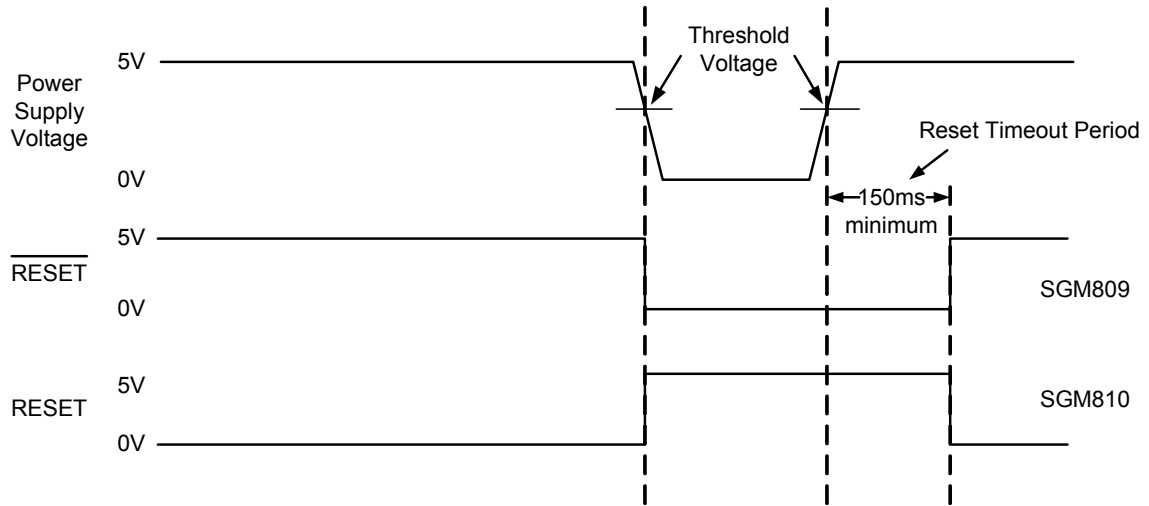 Power
Supply
Voltage
5V
0V
Threshold
Voltage
Reset Timeout Period
150ms
minimum
RESET
5V
0V
SGM809
RESET
5V
0V
SGM810